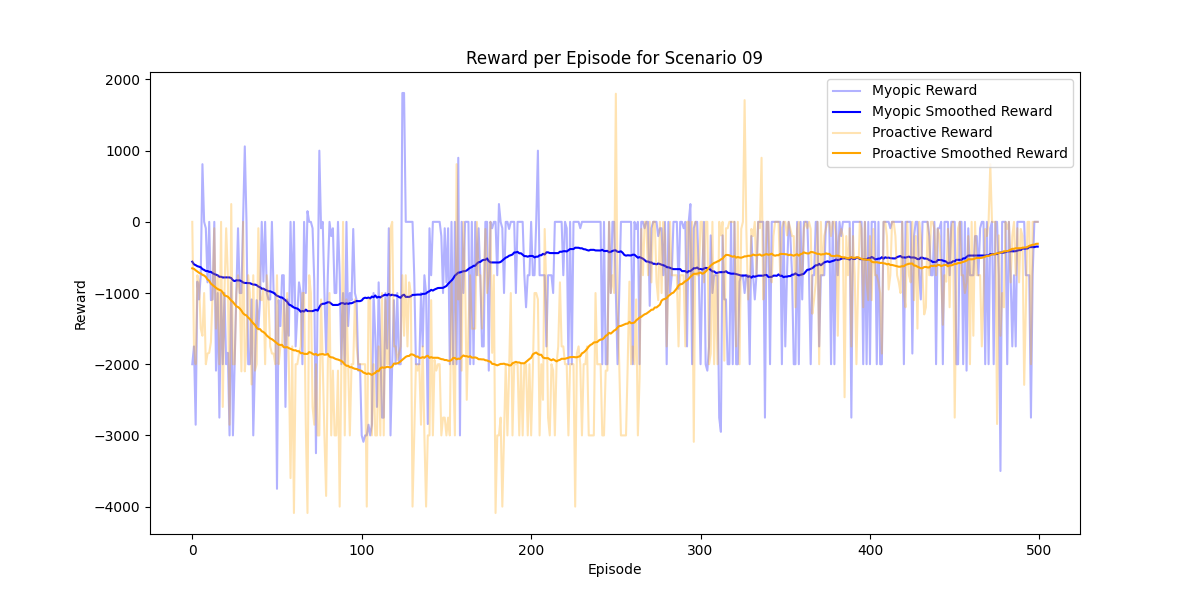 Reward per Episode for Scenario 09
2000
1000
0
−1000
−2000
−3000
−4000
Reward
Myopic Reward
Myopic Smoothed Reward
Proactive Reward
Proactive Smoothed Reward
0
100
200
300
400
500
Episode